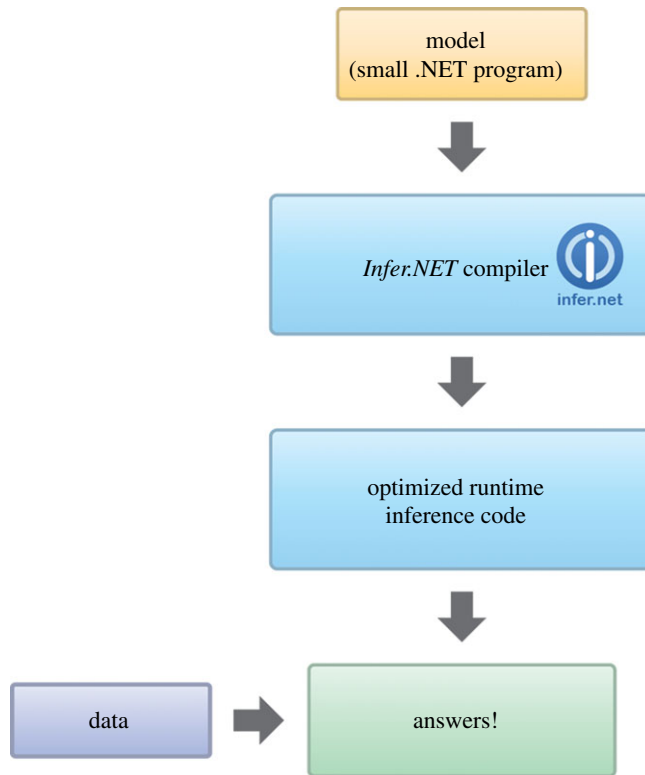 model
(small .NET program)
Infer.NET compiler
infer.net
optimized runtime
inference code
data
answers!